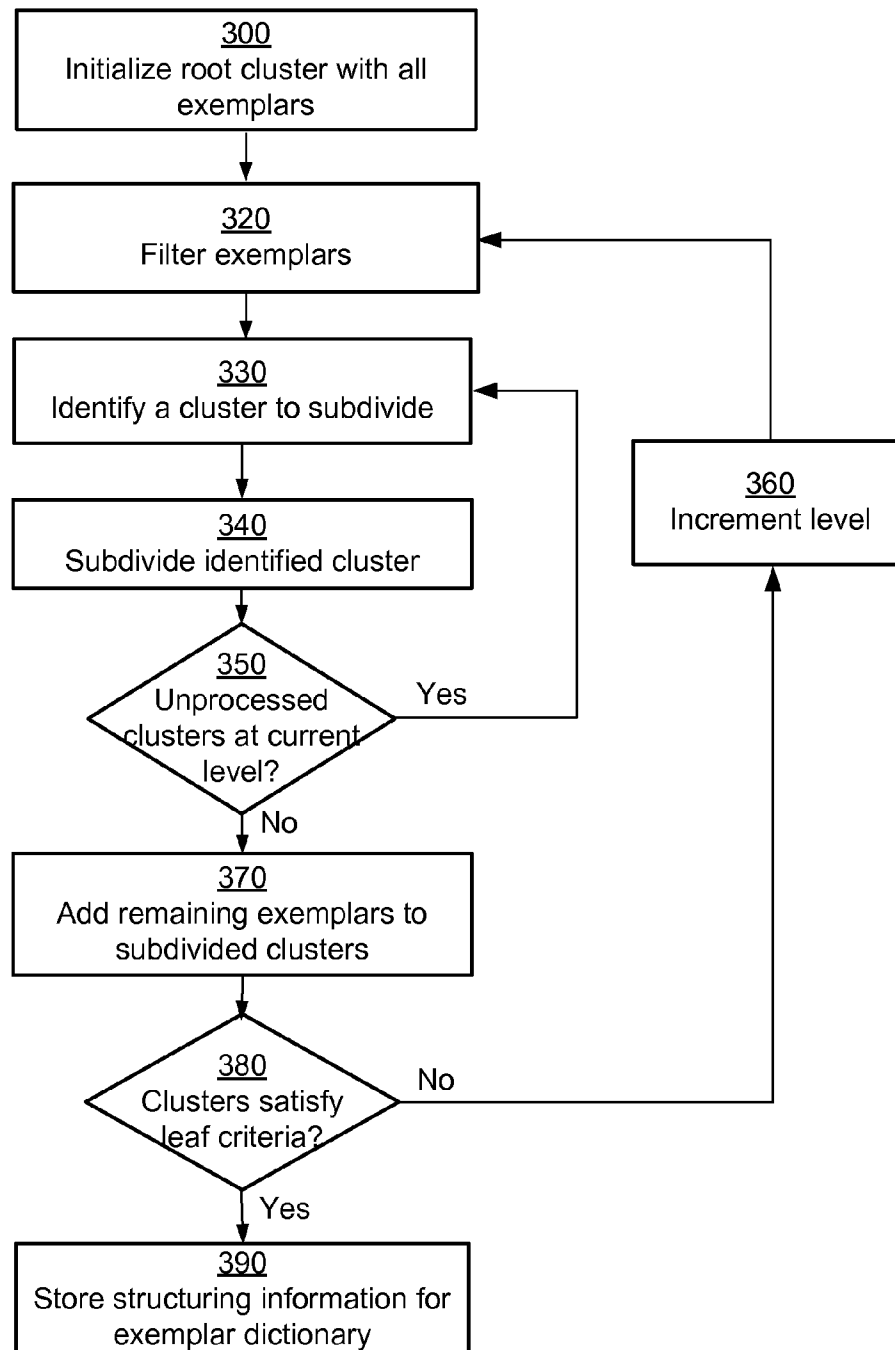 300
Initialize root cluster with all
exemplars
320
Filter exemplars
330
Identify a cluster to subdivide
360
Increment level
340
Subdivide identified cluster
350
Unprocessed
clusters at current
level?
Yes
No
370
Add remaining exemplars to
subdivided clusters
380
Clusters satisfy
leaf criteria?
No
Yes
390
Store structuring information for
exemplar dictionary